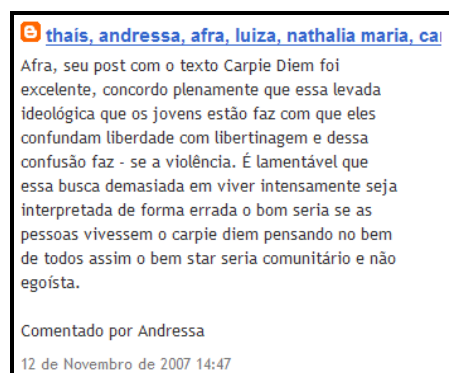 thaís, andressa, afra, luiza, nathalia maria, car
Afra, seu post com o texto Carpie Diem foi
excelente, concordo plenamente que essa levada
ideológica que os jovens estão faz com que eles
confundam liberdade com libertinagem e dessa
confusão faz - se a violência. É lamentável que
essa busca demasiada em viver intensamente seja
interpretada de forma errada o bom seria se as
pessoas vivessem o carpie diem pensando no bem
de todos assim o bem star seria comunitário e não
egoísta.
Comentado por Andressa
12 de Novembro de 2007 14:47